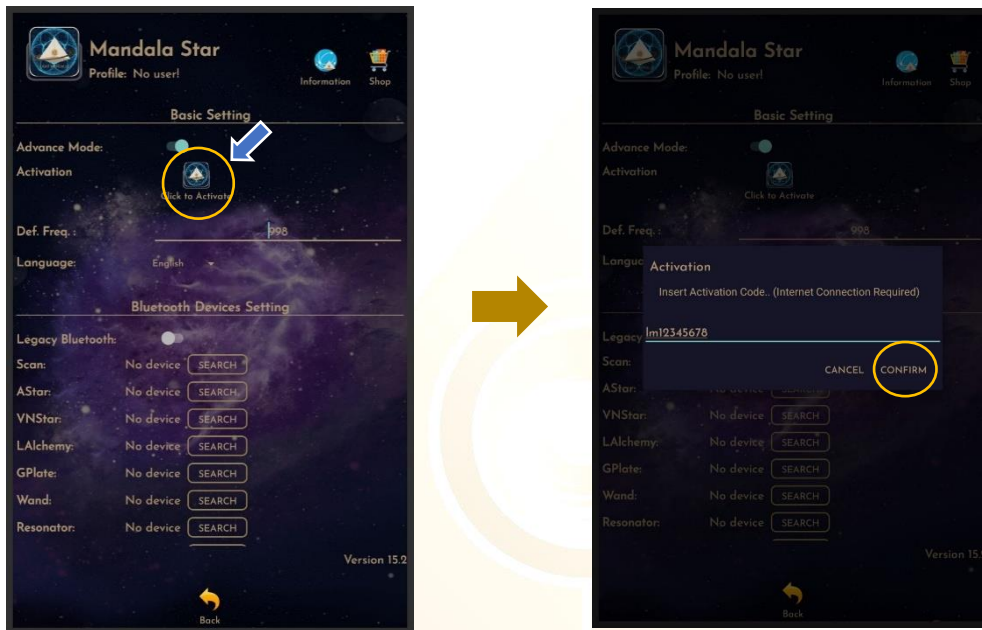 Mandala Star
Profile: No user!
Information
Shop
Basic Setting
Advance Mode:
Activation
Click to Activate
Def. Freq. :
998
Language:
English
Bluetooth Devices Setting
Legacy Bluetooth:
Scan: No device SEARCH
AStar: No device SEARCH
VNStar: No device SEARCH
LAlchemy: No device SEARCH
GPlate: No device SEARCH
Wand: No device SEARCH
Resonator: No device SEARCH
Version 15.2
Back
Mandala Star
Profile: No user!
Information
Shop
Basic Setting
Advance Mode:
Activation
Click to Activate
Def. Freq. :
998
Activation
Insert Activation Code.. (Internet Connection Required)
lm12345678
CANCEL
CONFIRM
Legacy
Scan:
AStar:
VNStar: No device SEARCH
LAlchemy: No device SEARCH
GPlate: No device SEARCH
Wand: No device SEARCH
Resonator: No device SEARCH
Version 15.
Back